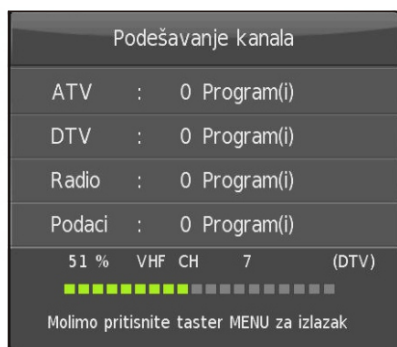 Podešavanje kanala
ATV : 0 Program(i)
DTV : 0 Program(i)
Radio : 0 Program(i)
Podaci : 0 Program(i)
51 % VHF CH 7 (DTV)
Molimo pritisnite taster MENU za izlazak